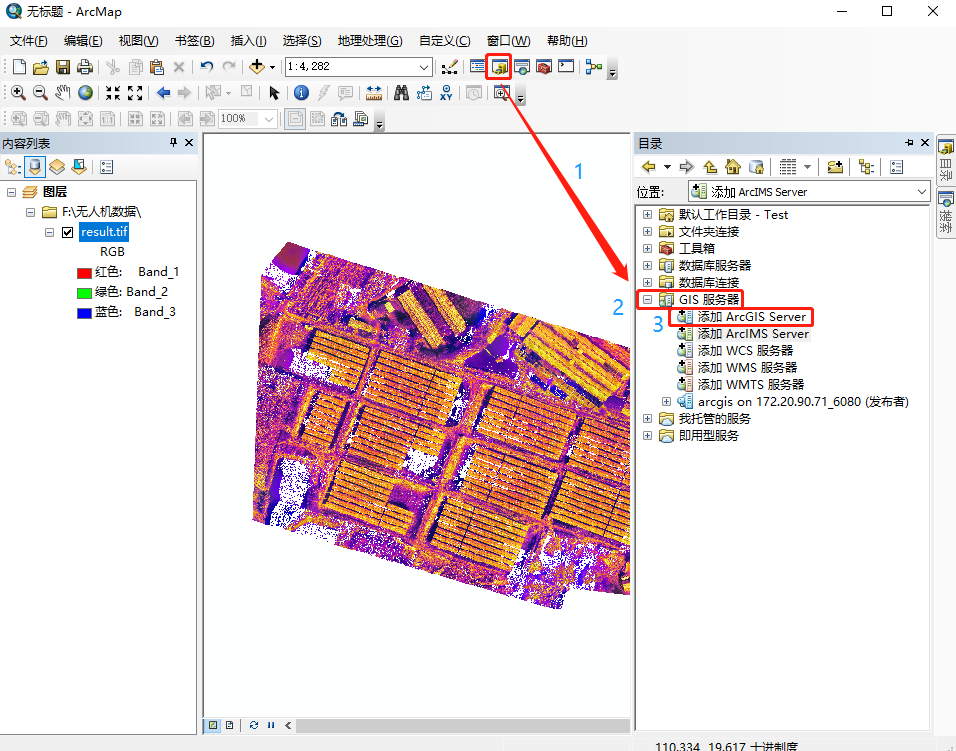 无标题 - ArcMap
文件(F) 编辑(E) 视图(V) 书签(B) 插入(I) 选择(S) 地理处理(G) 自定义(C) 窗口(W) 帮助(H)
1:4,282
XY
100%
内容列表
图层
F:\无人机数据\
result.tif
RGB
红色: Band_1
绿色: Band_2
蓝色: Band_3
1
2
3
目录
位置: 添加 ArcIMS Server
默认工作目录 - Test
文件夹连接
工具箱
数据库服务器
数据库连接
GIS 服务器
添加 ArcGIS Server
添加 ArcIMS Server
添加 WCS 服务器
添加 WMS 服务器
添加 WMTS 服务器
arcgis on 172.20.90.71_6080 (发布者)
我托管的服务
即用型服务
目录
搜索
110.334 19.617 十进制度